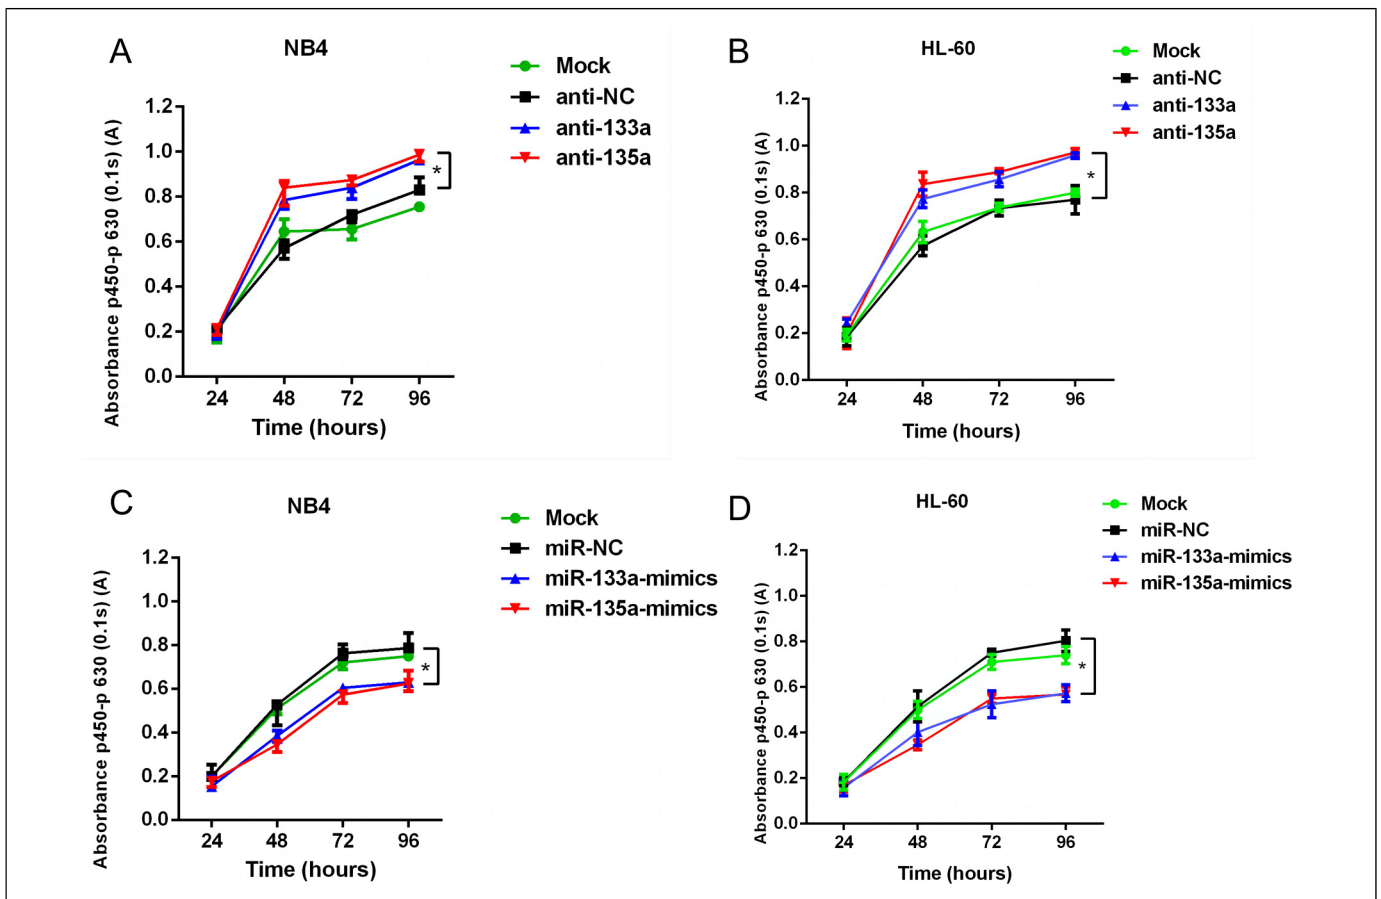 A
NB4
Mock
anti-NC
anti-133a
anti-135a
Absorbance p450-p 630 (0.1s) (A)
1.2
1.0
0.8
0.6
0.4
0.2
0.0
*
24 48 72 96
Time (hours)
B
HL-60
Mock
anti-NC
anti-133a
anti-135a
Absorbance p450-p 630 (0.1s) (A)
1.2
1.0
0.8
0.6
0.4
0.2
0.0
*
24 48 72 96
Time (hours)
C
NB4
Mock
miR-NC
miR-133a-mimics
miR-135a-mimics
Absorbance p450-p 630 (0.1s) (A)
1.2
1.0
0.8
0.6
0.4
0.2
0.0
*
24 48 72 96
Time (hours)
D
HL-60
Mock
miR-NC
miR-133a-mimics
miR-135a-mimics
Absorbance p450-p 630 (0.1s) (A)
1.2
1.0
0.8
0.6
0.4
0.2
0.0
*
24 48 72 96
Time (hours)